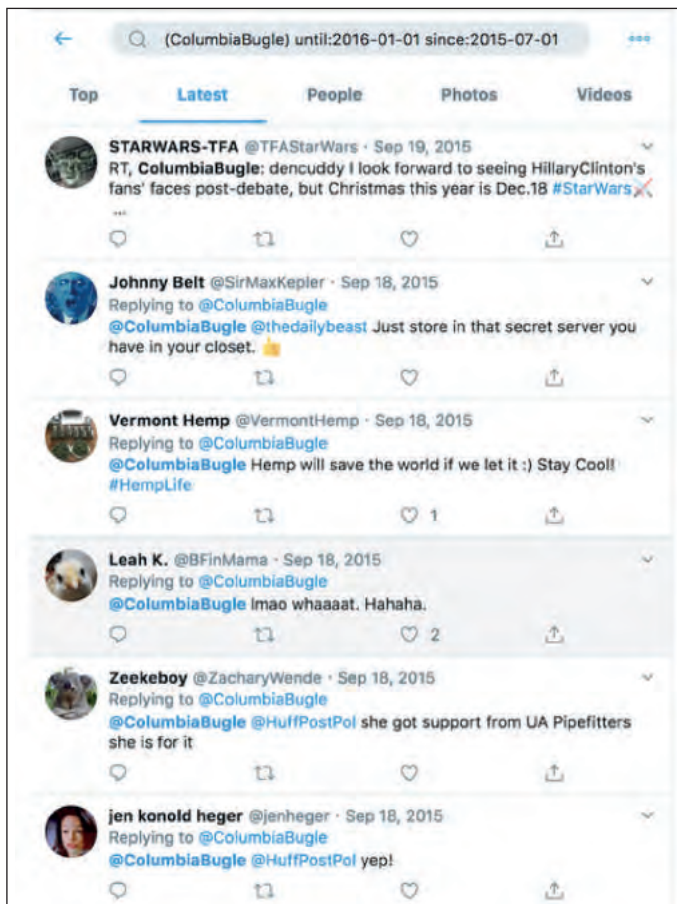 (ColumbiaBugle) until:2016-01-01 since:2015-07-01
Top Latest People Photos Videos
STARWARS-TFA @TFAStarWars · Sep 19, 2015
RT, ColumbiaBugle: dencuddy I look forward to seeing HillaryClinton's
fans' faces post-debate, but Christmas this year is Dec.18 #StarWars⚔️
...
Johnny Belt @SirMaxKepler · Sep 18, 2015
Replying to @ColumbiaBugle
@ColumbiaBugle @thedailybeast Just store in that secret server you
have in your closet. 👍
Vermont Hemp @VermontHemp · Sep 18, 2015
Replying to @ColumbiaBugle
@ColumbiaBugle Hemp will save the world if we let it :) Stay Cool!
#HempLife
1
Leah K. @BFinMama · Sep 18, 2015
Replying to @ColumbiaBugle
@ColumbiaBugle lmao whaaaat. Hahaha.
2
Zeekeboy @ZacharyWende · Sep 18, 2015
Replying to @ColumbiaBugle
@ColumbiaBugle @HuffPostPol she got support from UA Pipefitters
she is for it
jen konold heger @jenheger · Sep 18, 2015
Replying to @ColumbiaBugle
@ColumbiaBugle @HuffPostPol yep!